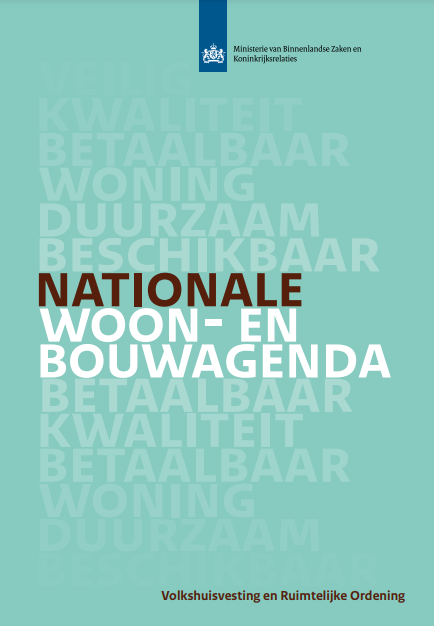 Ministerie van Binnenlandse Zaken en
Koninkrijksrelaties
VEILIG
KWALITEIT
BETAALBAAR
WONING
DUURZAAM
BESCHIKBAAR
NATIONALE
WOON- EN
BOUWAGENDA
BETAALBAAR
KWALITEIT
BETAALBAAR
WONING
DUURZAAM
BESCHIKBAAR
Volkshuisvesting en Ruimtelijke Ordening